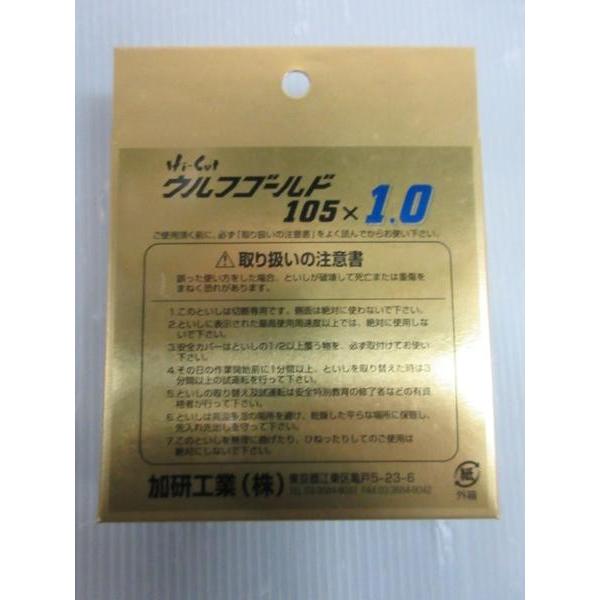 Hi-Cut
ウルフゴールド
105×1.0
ご使用頂く前に、必ず「取り扱いの注意書」をよく読んでからお使い下さい。
取り扱いの注意書
誤った使い方をした場合、といしが破壊して死亡または重傷を
まねく恐れがあります。
1.このといしは切断専用です。側面は絶対に使わないで下さい。
2.といしに表示された最高使用周速度以上では、絶対に使用しな
いで下さい。
3.安全カバーはといしの1/2以上覆う物を、必ず取付けてお使い
下さい。
4.その日の作業開始前に1分間以上、といしを取り替えた時は3
分間以上の試運転を行って下さい。
5.といしの取り替え及び試運転は安全特別教育の修了者などの有資
格者が行って下さい。
6.といしは高温多湿の場所を避け、乾燥した平らな場所に保管し、
先入れ先出しを守って下さい。
7.このといしを無理に曲げたり、ひねったりしてのご使用は
絶対にしないで下さい。
加研工業(株)
東京都江東区亀戸5-23-6
TEL 03-3684-9041 FAX 03-3684-9042
紙
外箱